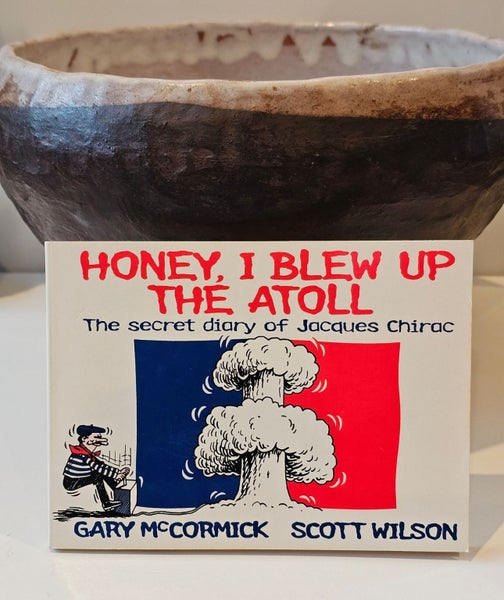 HONEY, I BLEW UP
THE ATOLL
The secret diary of Jacques Chirac
GARY McCORMICK SCOTT WILSON